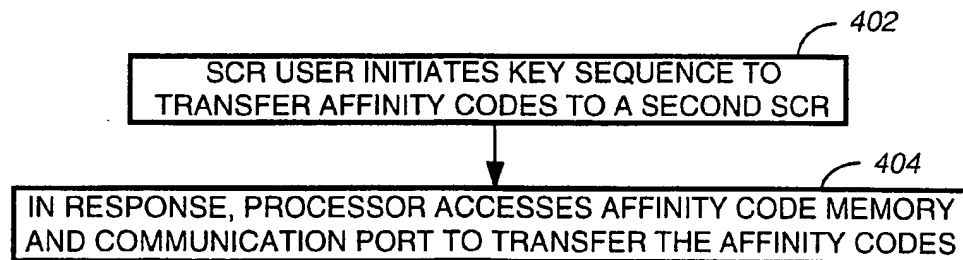 402
SCR USER INITIATES KEY SEQUENCE TO
TRANSFER AFFINITY CODES TO A SECOND SCR
404
IN RESPONSE, PROCESSOR ACCESSES AFFINITY CODE MEMORY
AND COMMUNICATION PORT TO TRANSFER THE AFFINITY CODES